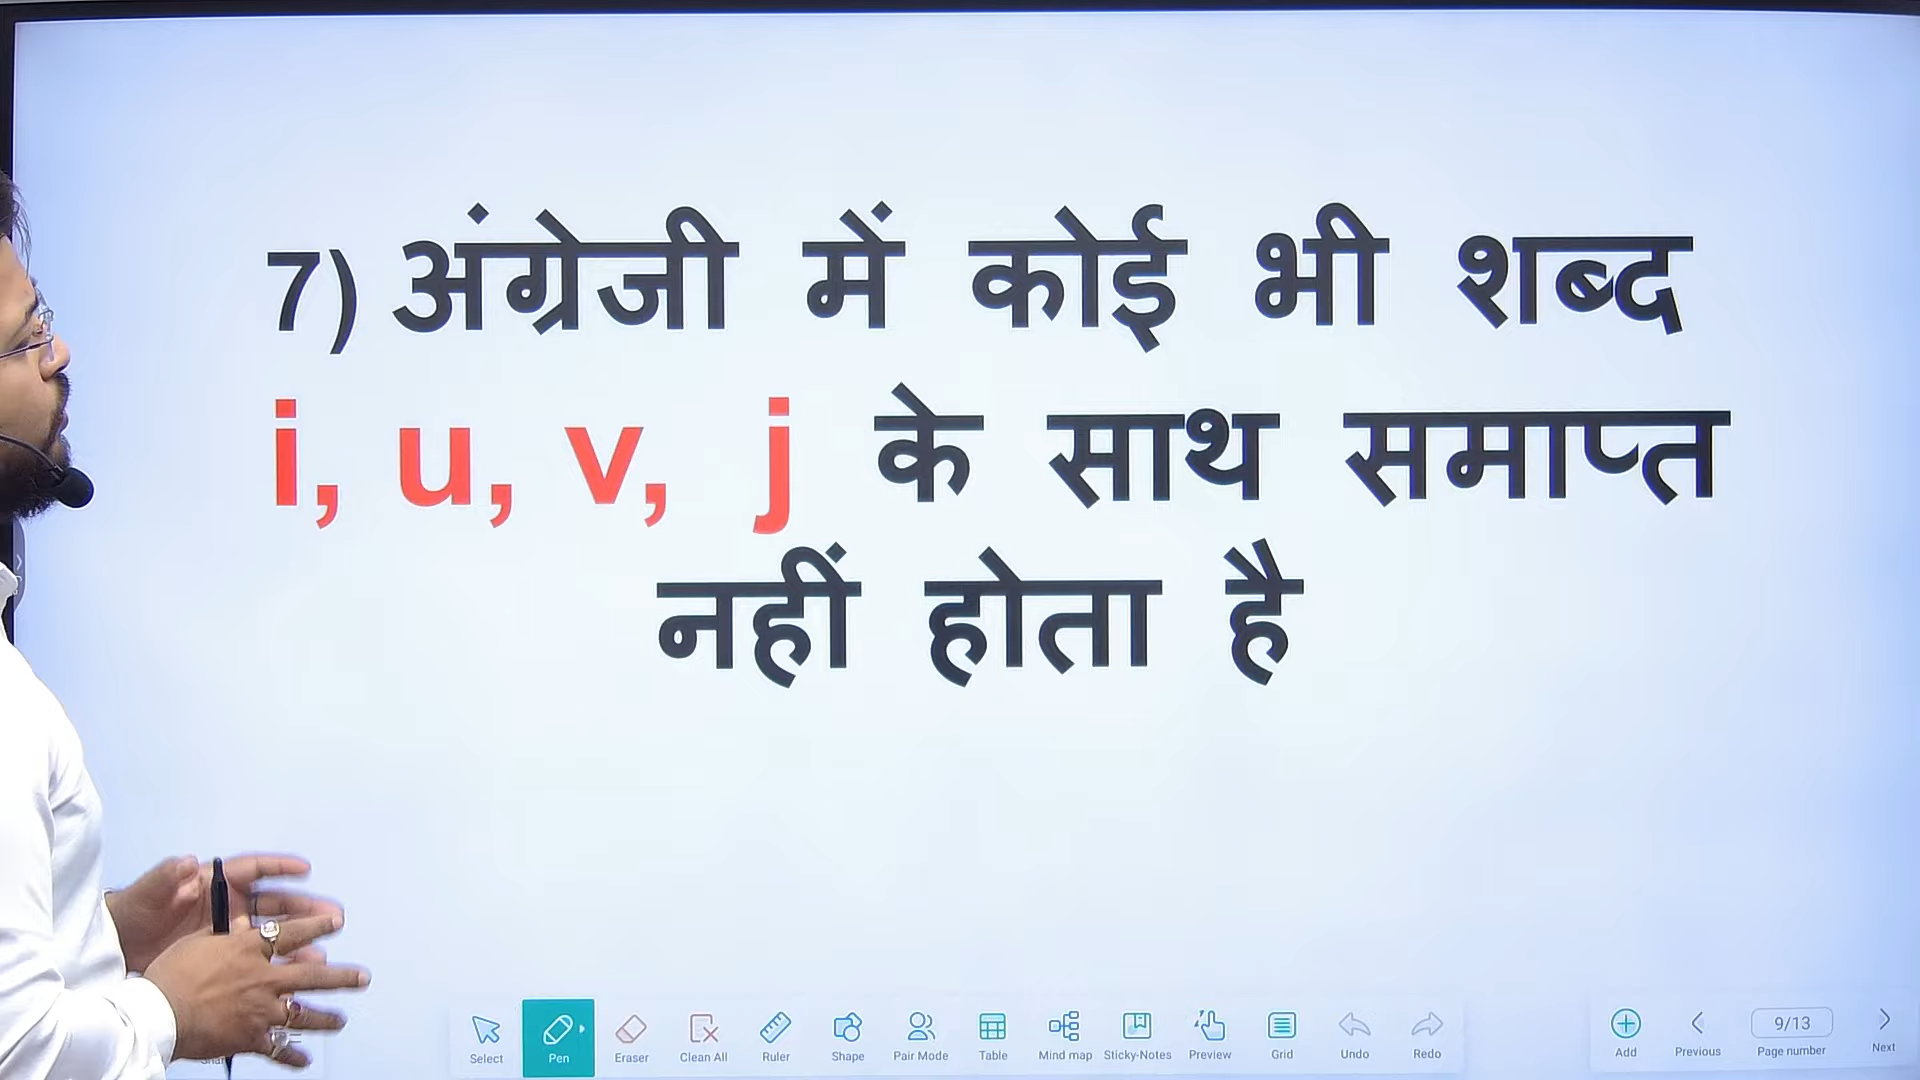 7) अंग्रेजी में कोई भी शब्द
i, u, v, j के साथ समाप्त
नहीं होता है
Select Pen Eraser Clean All Ruler Shape Pair Mode Table Mind map Sticky-Notes Preview Grid Undo Redo Add Previous 9/13 Page number Next